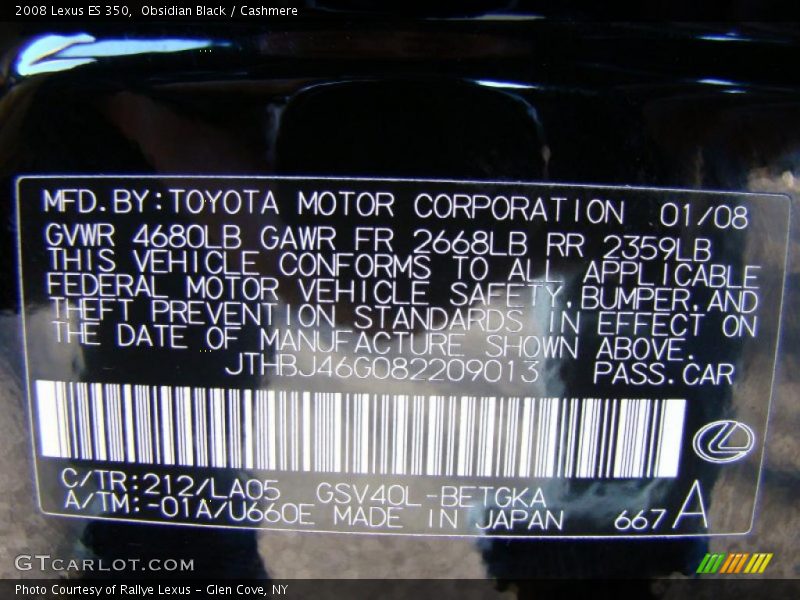 2008 Lexus ES 350,  Obsidian Black / Cashmere
MFD.BY:TOYOTA MOTOR CORPORATION 01/08
GVWR 4680LB GAWR FR 2668LB RR 2359LB
THIS VEHICLE CONFORMS TO ALL APPLICABLE
FEDERAL MOTOR VEHICLE SAFETY,BUMPER,AND
THEFT PREVENTION STANDARDS IN EFFECT ON
THE DATE OF MANUFACTURE SHOWN ABOVE.
JTHBJ46G082209013 PASS.CAR
C/TR:212/LA05 GSV40L-BETGKA
A/TM:-01A/U660E MADE IN JAPAN 667A
GTCARLOT.COM
Photo Courtesy of Rallye Lexus - Glen Cove, NY